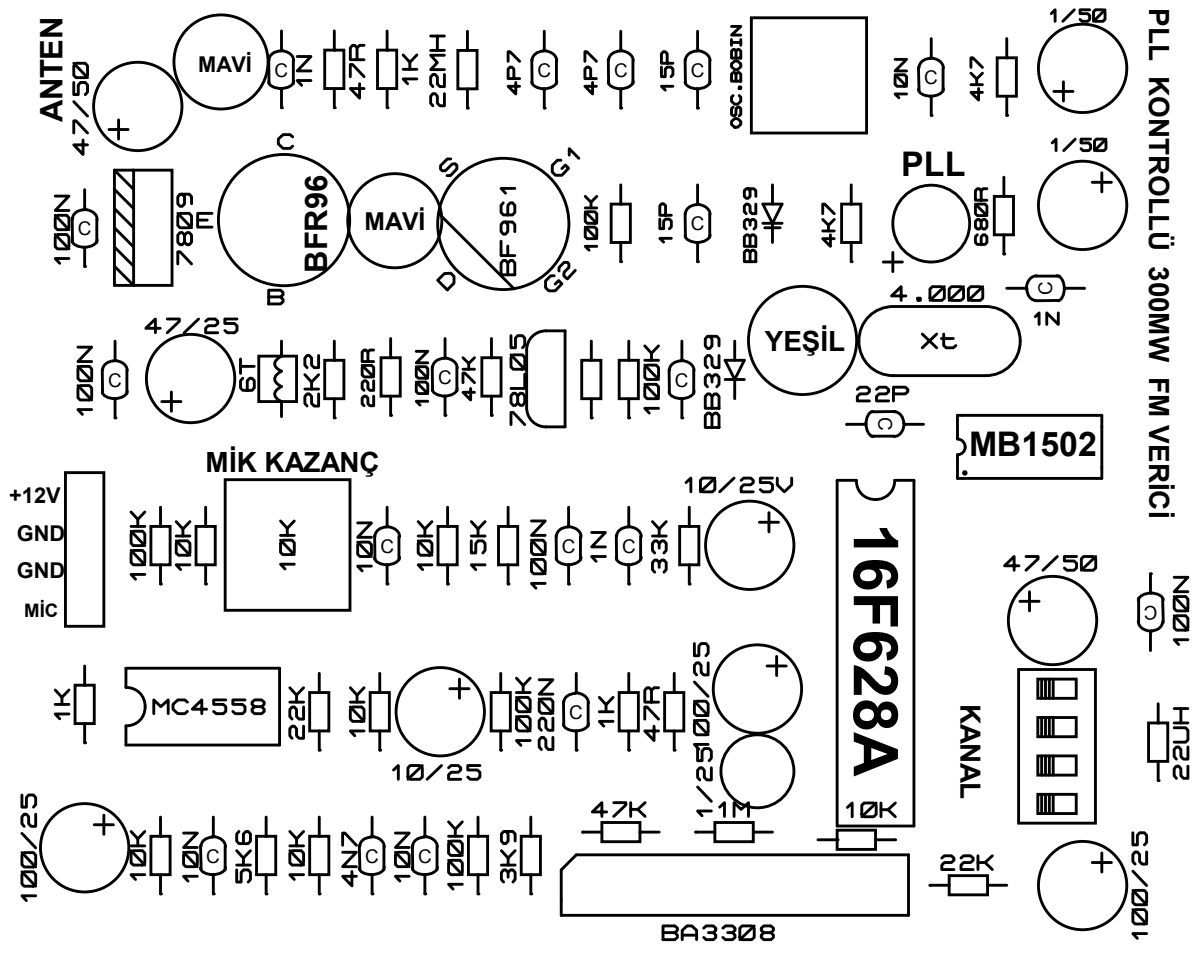 ANTEN
47/50
MAVİ
C
1N
47R
1K
22MH
4P7
C
4P7
C
15P
C
OSC.BOBIN
10N
C
4K7
1/50
PLL KONTROLLÜ 300MW FM VERİCİ
100N
C
7809
E
C
BFR96
B
MAVİ
S
G1
BF961
D
G2
100K
15P
C
BB329
4K7
PLL
680R
1/50
C
1N
4.000
Xt
YEŞİL
100N
C
47/25
6T
2K2
220R
100N
C
47K
78L05
100K
C
BB329
22P
C
MB1502
MİK KAZANÇ
+12V
GND
GND
MİC
100K
10K
10K
10N
C
10K
15K
100N
C
1N
C
33K
10/25V
16F628A
47/50
100N
C
1K
MC4558
22K
10K
10/25
100K
220N
C
1K
47R
100/25
1/25
KANAL
22UH
100/25
10K
10N
C
5K6
10K
4N7
C
10N
C
100K
3K9
47K
1M
10K
BA3308
22K
100/25